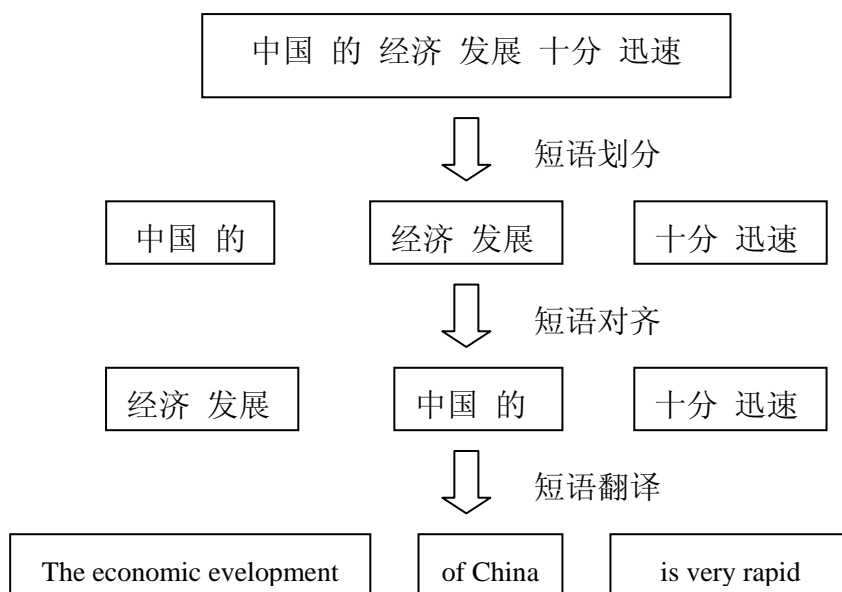 中国 的 经济 发展 十分 迅速
短语划分
中国 的 经济 发展 十分 迅速
短语对齐
经济 发展 中国 的 十分 迅速
短语翻译
The economic evelopment of China is very rapid